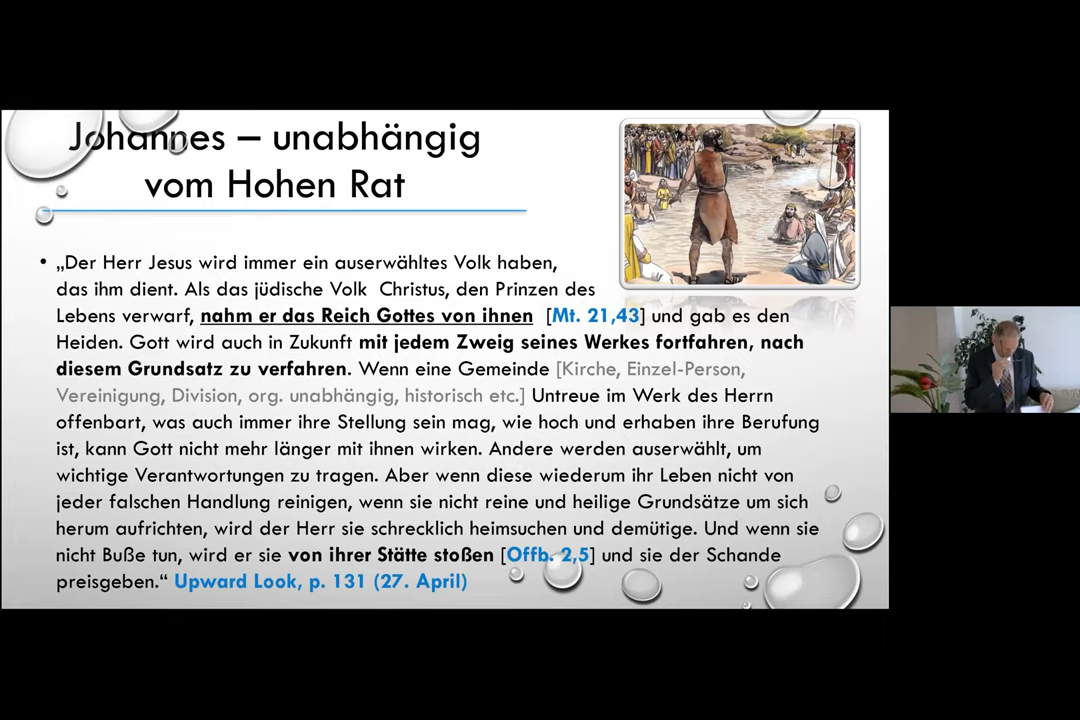 Johannes – unabhängig
vom Hohen Rat
• „Der Herr Jesus wird immer ein auserwähltes Volk haben,
das ihm dient. Als das jüdische Volk Christus, den Prinzen des
Lebens verwarf, nahm er das Reich Gottes von ihnen [Mt. 21,43] und gab es den
Heiden. Gott wird auch in Zukunft mit jedem Zweig seines Werkes fortfahren, nach
diesem Grundsatz zu verfahren. Wenn eine Gemeinde [Kirche, Einzel-Person,
Vereinigung, Division, org. unabhängig, historisch etc.] Untreue im Werk des Herrn
offenbart, was auch immer ihre Stellung sein mag, wie hoch und erhaben ihre Berufung
ist, kann Gott nicht mehr länger mit ihnen wirken. Andere werden auserwählt, um
wichtige Verantwortungen zu tragen. Aber wenn diese wiederum ihr Leben nicht von
jeder falschen Handlung reinigen, wenn sie nicht reine und heilige Grundsätze um sich
herum aufrichten, wird der Herr sie schrecklich heimsuchen und demütige. Und wenn sie
nicht Buße tun, wird er sie von ihrer Stätte stoßen [Offb. 2,5] und sie der Schande
preisgeben.“ Upward Look, p. 131 (27. April)